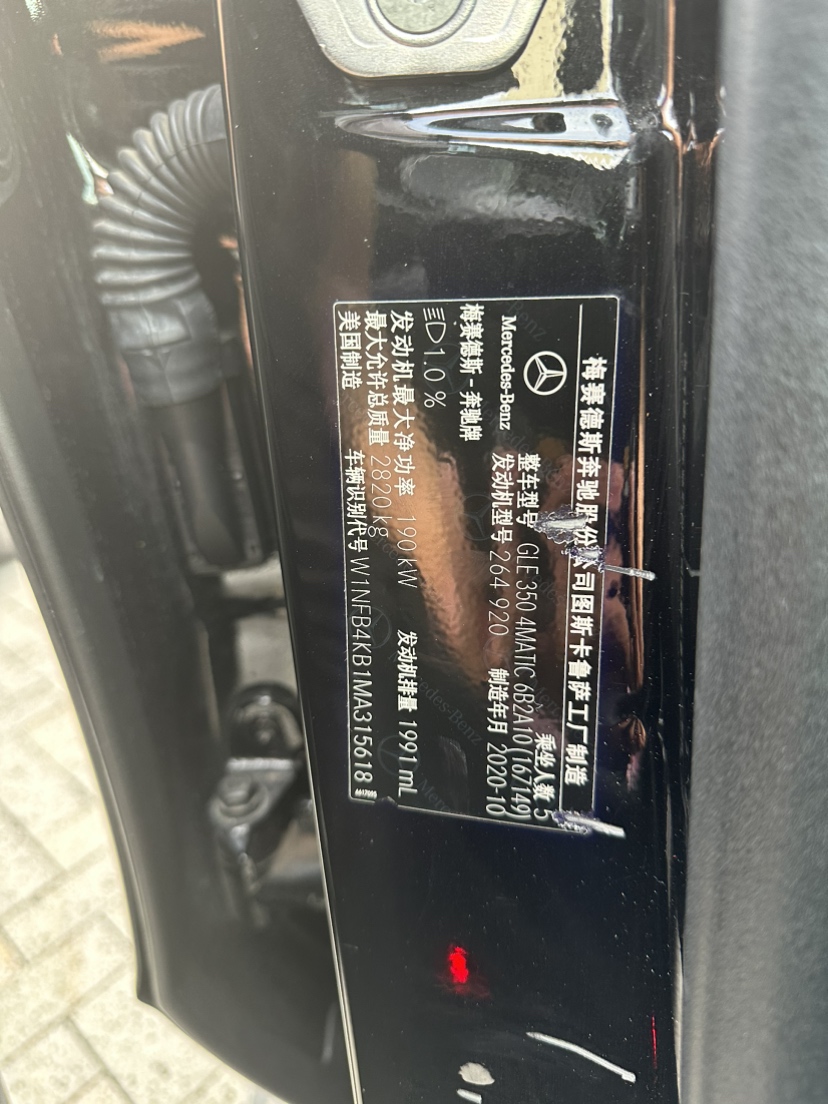 梅赛德斯奔驰股份公司图斯卡鲁萨工厂制造
Mercedes-Benz
梅赛德斯-奔驰牌
整车型号 GLE 350 4MATIC 6B2A10(167149)
乘坐人数 5
发动机型号 264 920
制造年月 2020-10
1.0 %
发动机最大净功率 190 kW
发动机排量 1991 mL
最大允许总质量 2820 kg
美国制造
车辆识别代号 W1NFB4KB1MA315618